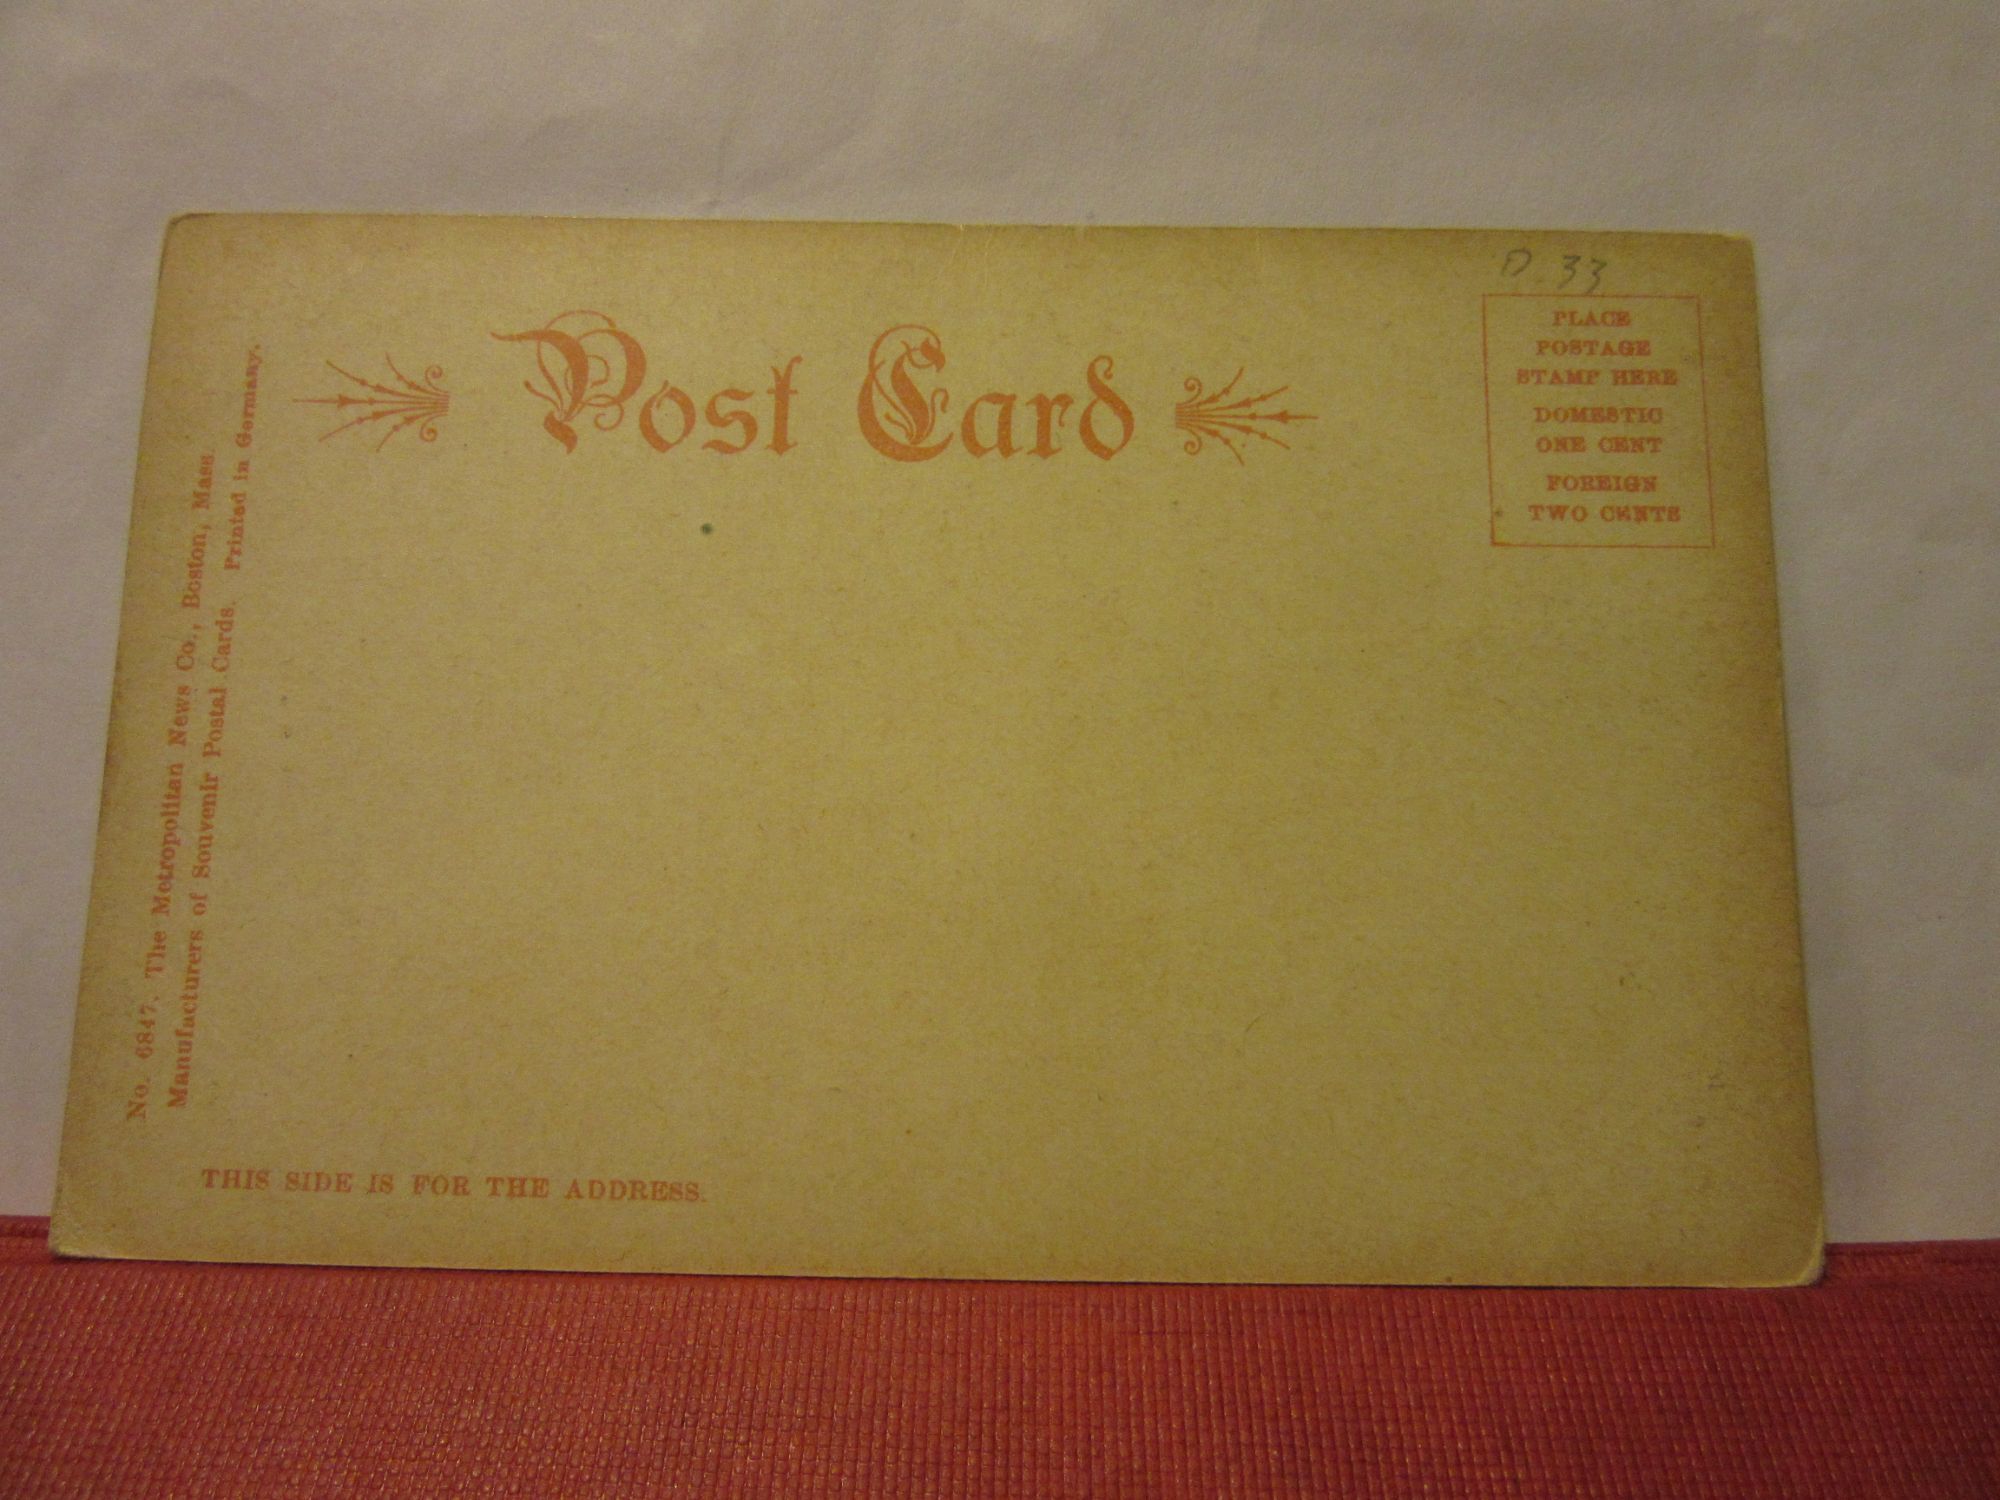 D. 33
Post Card
PLACE
POSTAGE
STAMP HERE
DOMESTIC
ONE CENT
FOREIGN
TWO CENTS
No. 6847. The Metropolitan News Co., Boston, Mass.
Manufacturers of Souvenir Postal Cards. Printed in Germany.
THIS SIDE IS FOR THE ADDRESS.